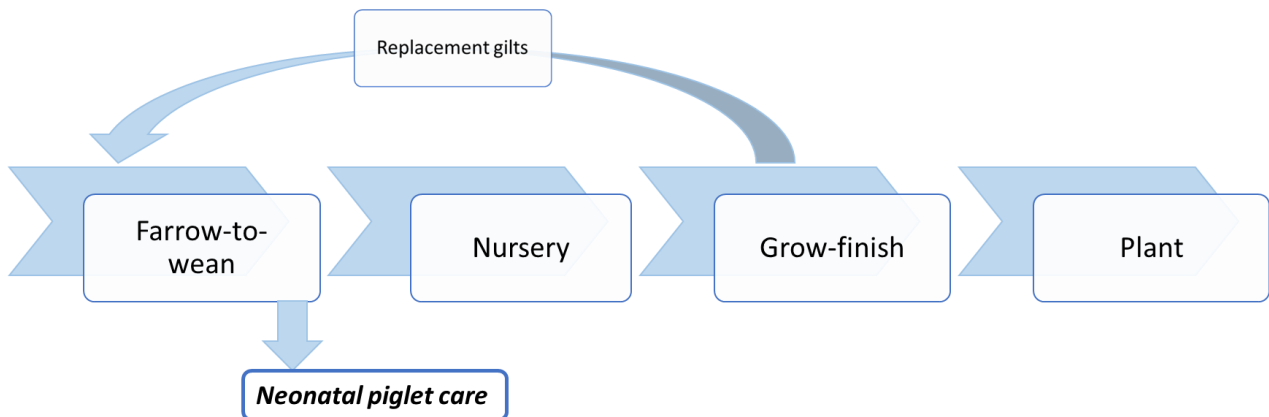 Replacement gilts
Farrow-to-
wean
Nursery
Grow-finish
Plant
Neonatal piglet care